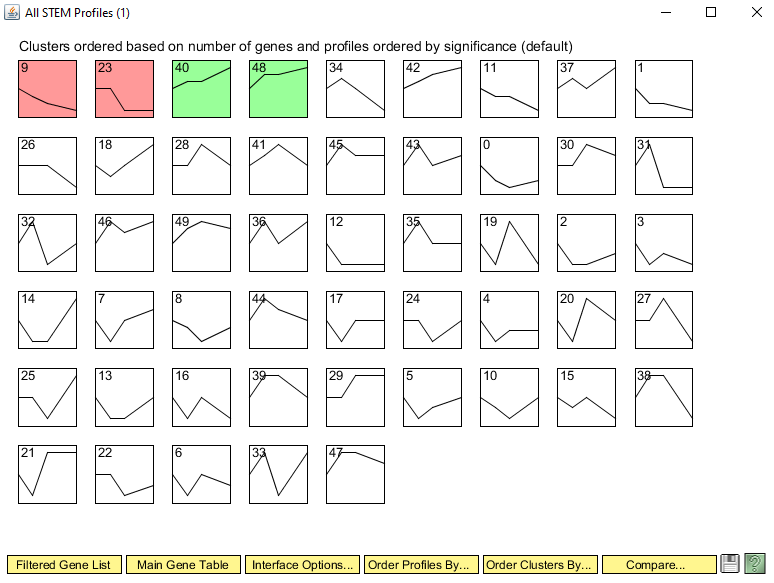 All STEM Profiles (1)
Clusters ordered based on number of genes and profiles ordered by significance (default)
9 23 40 48 34 42 11 37 1
26 18 28 41 45 43 0 30 31
32 46 49 36 12 35 19 2 3
14 7 8 44 17 24 4 20 27
25 13 16 39 29 5 10 15 38
21 22 6 33 47
Filtered Gene List Main Gene Table Interface Options... Order Profiles By... Order Clusters By... Compare... ?